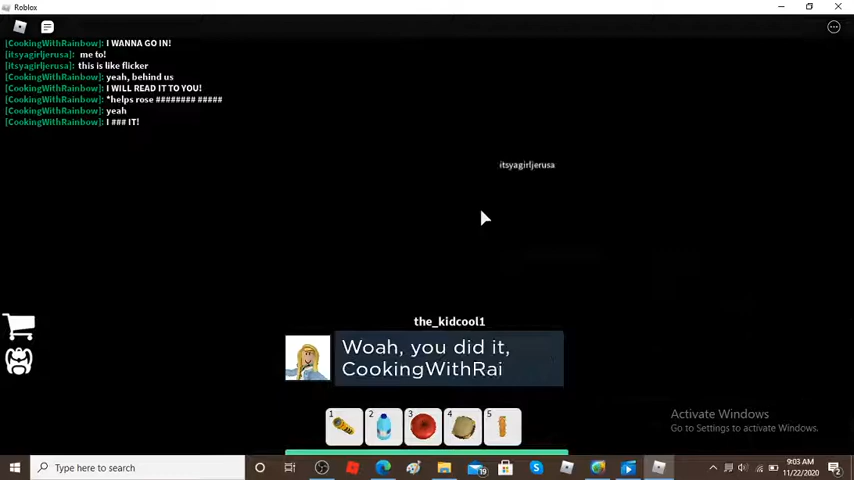 Roblox
[CookingWithRainbow]: I WANNA GO IN!
[itsyagirljerusa]: me to!
[itsyagirljerusa]: this is like flicker
[CookingWithRainbow]: yeah, behind us
[CookingWithRainbow]: I WILL READ IT TO YOU!
[CookingWithRainbow]: *helps rose ######## #####
[CookingWithRainbow]: yeah
[CookingWithRainbow]: I ### IT!
itsyagirljerusa
the_kidcool1
Woah, you did it,
CookingWithRai
1 2 3 4 5
Activate Windows
Go to Settings to activate Windows.
Type here to search
19
9:03 AM
11/22/2020
2